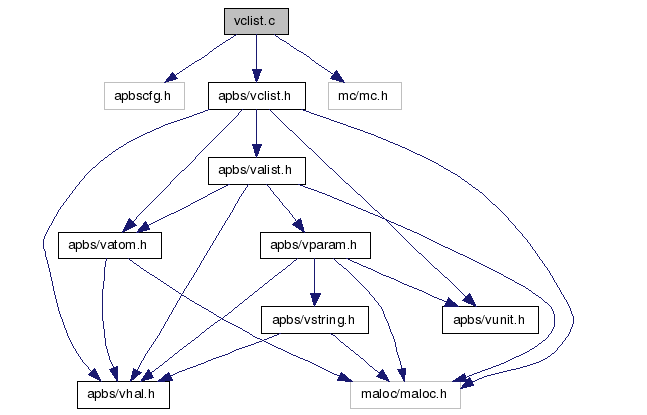 vclist.c
apbscfg.h
apbs/vclist.h
mc/mc.h
apbs/valist.h
apbs/vatom.h
apbs/vparam.h
apbs/vstring.h
apbs/vunit.h
apbs/vhal.h
maloc/maloc.h